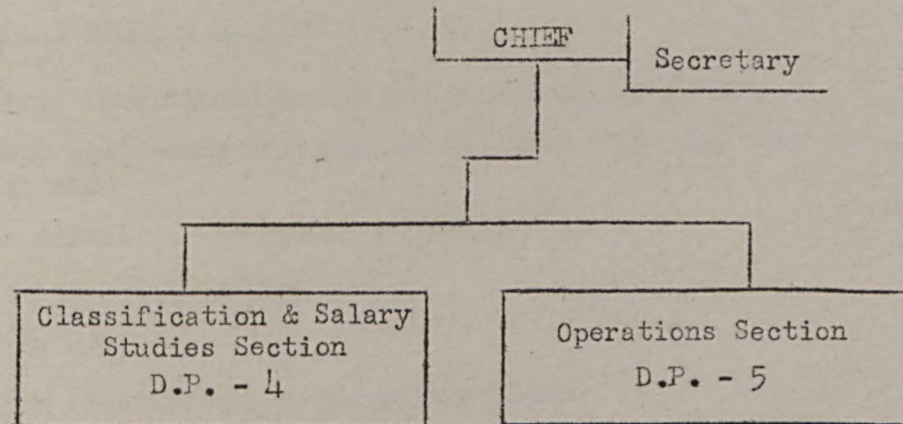 CHIEF
Secretary
Classification & Salary
Studies Section
D.P. - 4
Operations Section
D.P. - 5